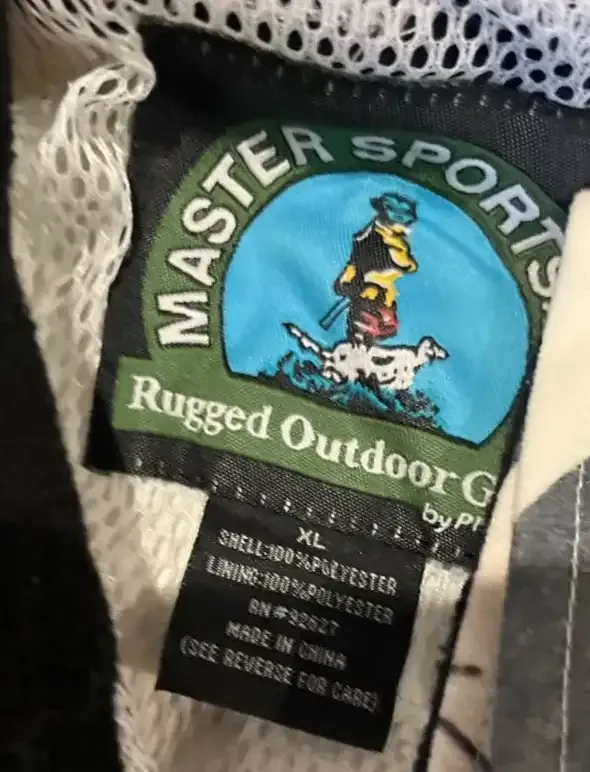 MASTER SPORTS
Rugged Outdoor G
by P
XL
SHELL:100%POLYESTER
LINING:100%POLYESTER
RN#92627
MADE IN CHINA
(SEE REVERSE FOR CARE)